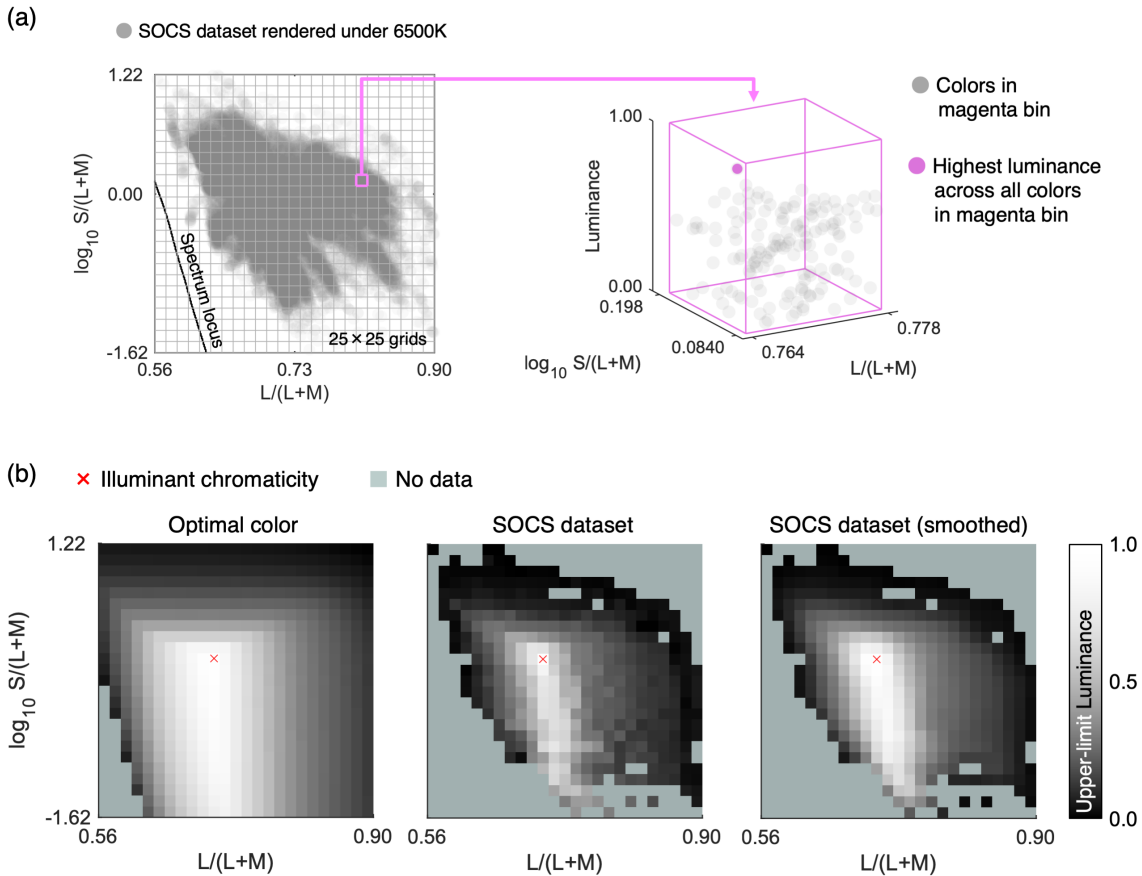 (a)
SOCS dataset rendered under 6500K
1.22
0.00
-1.62
log10 S/(L+M)
Spectrum locus
25×25 grids
0.56
0.73
0.90
L/(L+M)
Colors in
magenta bin
Highest luminance
across all colors
in magenta bin
1.00
Luminance
0.00
0.198
0.0840
log10 S/(L+M)
0.764
0.778
L/(L+M)
(b)
Illuminant chromaticity
No data
Optimal color
SOCS dataset
SOCS dataset (smoothed)
1.22
log10 S/(L+M)
-1.62
0.56
0.90
L/(L+M)
0.56
0.90
L/(L+M)
0.56
0.90
L/(L+M)
Upper-limit Luminance
1.0
0.5
0.0